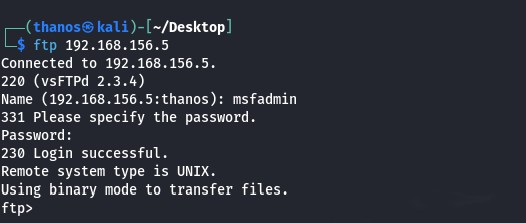 ┌──(thanos㉿kali)-[~/Desktop]
└─$ ftp 192.168.156.5
Connected to 192.168.156.5.
220 (vsFTPd 2.3.4)
Name (192.168.156.5:thanos): msfadmin
331 Please specify the password.
Password:
230 Login successful.
Remote system type is UNIX.
Using binary mode to transfer files.
ftp>